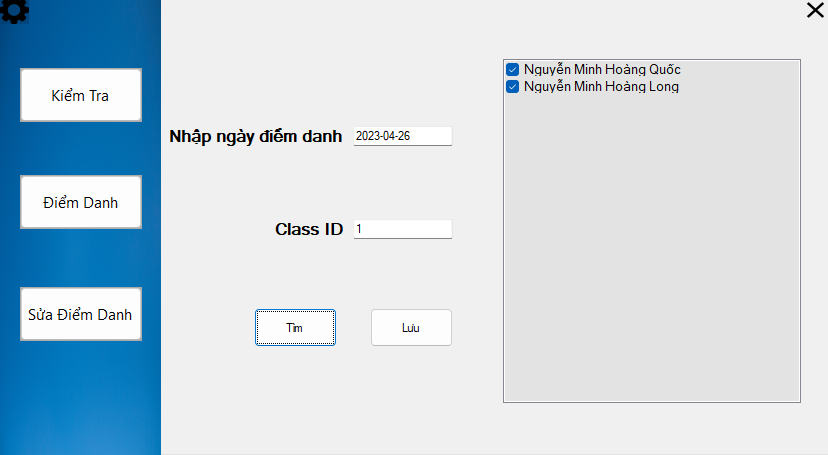 Kiểm Tra
Điểm Danh
Sửa Điểm Danh
Nhập ngày điểm danh
2023-04-26
Class ID
1
Tìm
Lưu
Nguyễn Minh Hoàng Quốc
Nguyễn Minh Hoàng Long